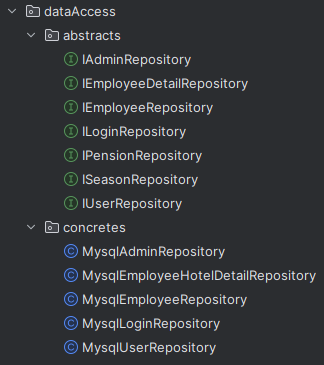 dataAccess
abstracts
IAdminRepository
IEmployeeDetailRepository
IEmployeeRepository
ILoginRepository
IPensionRepository
ISeasonRepository
IUserRepository
concretes
MysqlAdminRepository
MysqlEmployeeHotelDetailRepository
MysqlEmployeeRepository
MysqlLoginRepository
MysqlUserRepository